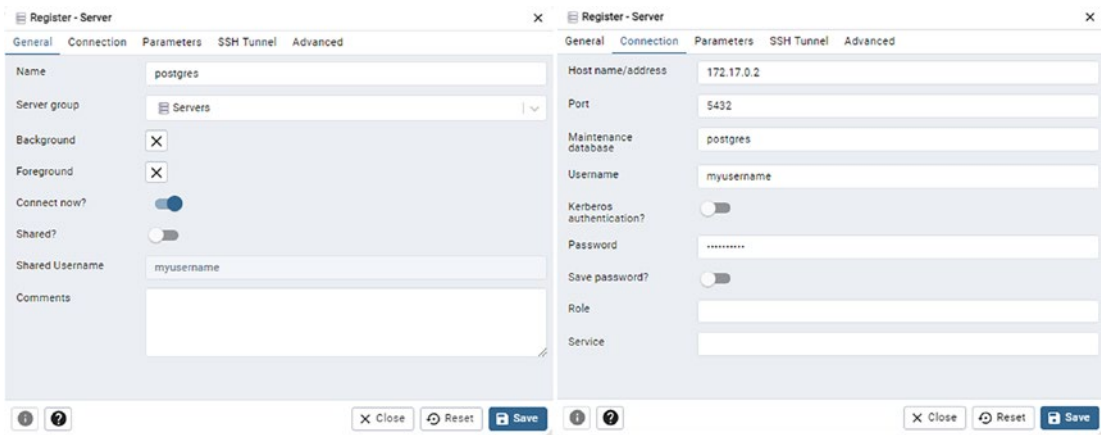 Register - Server
General Connection Parameters SSH Tunnel Advanced
Name postgres
Server group Servers
Background
Foreground
Connect now?
Shared?
Shared Username myusername
Comments
Close Reset Save
Register - Server
General Connection Parameters SSH Tunnel Advanced
Host name/address 172.17.0.2
Port 5432
Maintenance
database postgres
Username myusername
Kerberos
authentication?
Password ··········
Save password?
Role
Service
Close Reset Save